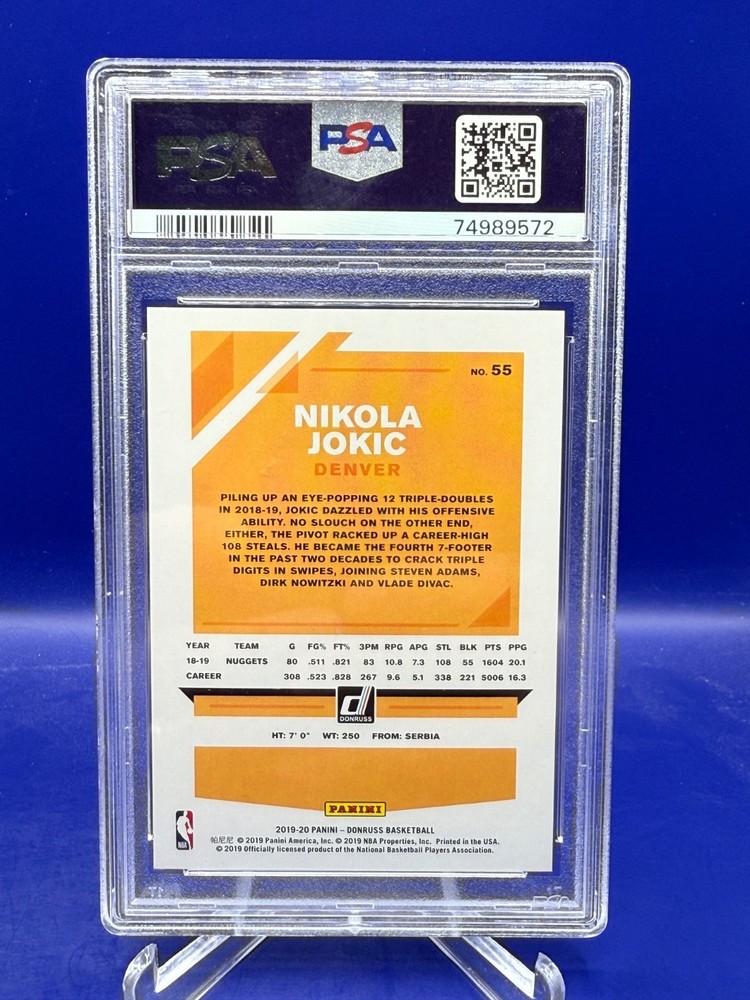 PSA
PSA
PSA PSA PSA
74989572
NO. 55
NIKOLA
JOKIC
DENVER
PILING UP AN EYE-POPPING 12 TRIPLE-DOUBLES
IN 2018-19, JOKIC DAZZLED WITH HIS OFFENSIVE
ABILITY. NO SLOUCH ON THE OTHER END,
EITHER, THE PIVOT RACKED UP A CAREER-HIGH
108 STEALS. HE BECAME THE FOURTH 7-FOOTER
IN THE PAST TWO DECADES TO CRACK TRIPLE
DIGITS IN SWIPES, JOINING STEVEN ADAMS,
DIRK NOWITZKI AND VLADE DIVAC.
YEAR TEAM G FG% FT% 3PM RPG APG STL BLK PTS PPG
18-19 NUGGETS 80 .511 .821 83 10.8 7.3 108 55 1604 20.1
CAREER 308 .523 .828 267 9.6 5.1 338 221 5006 16.3
d
DONRUSS
HT: 7' 0" WT: 250 FROM: SERBIA
PANINI
2019-20 PANINI – DONRUSS BASKETBALL
帕尼尼 © 2019 Panini America, Inc. © 2019 NBA Properties, Inc. Printed in the USA.
© 2019 Officially licensed product of the National Basketball Players Association.
NBA
PSA